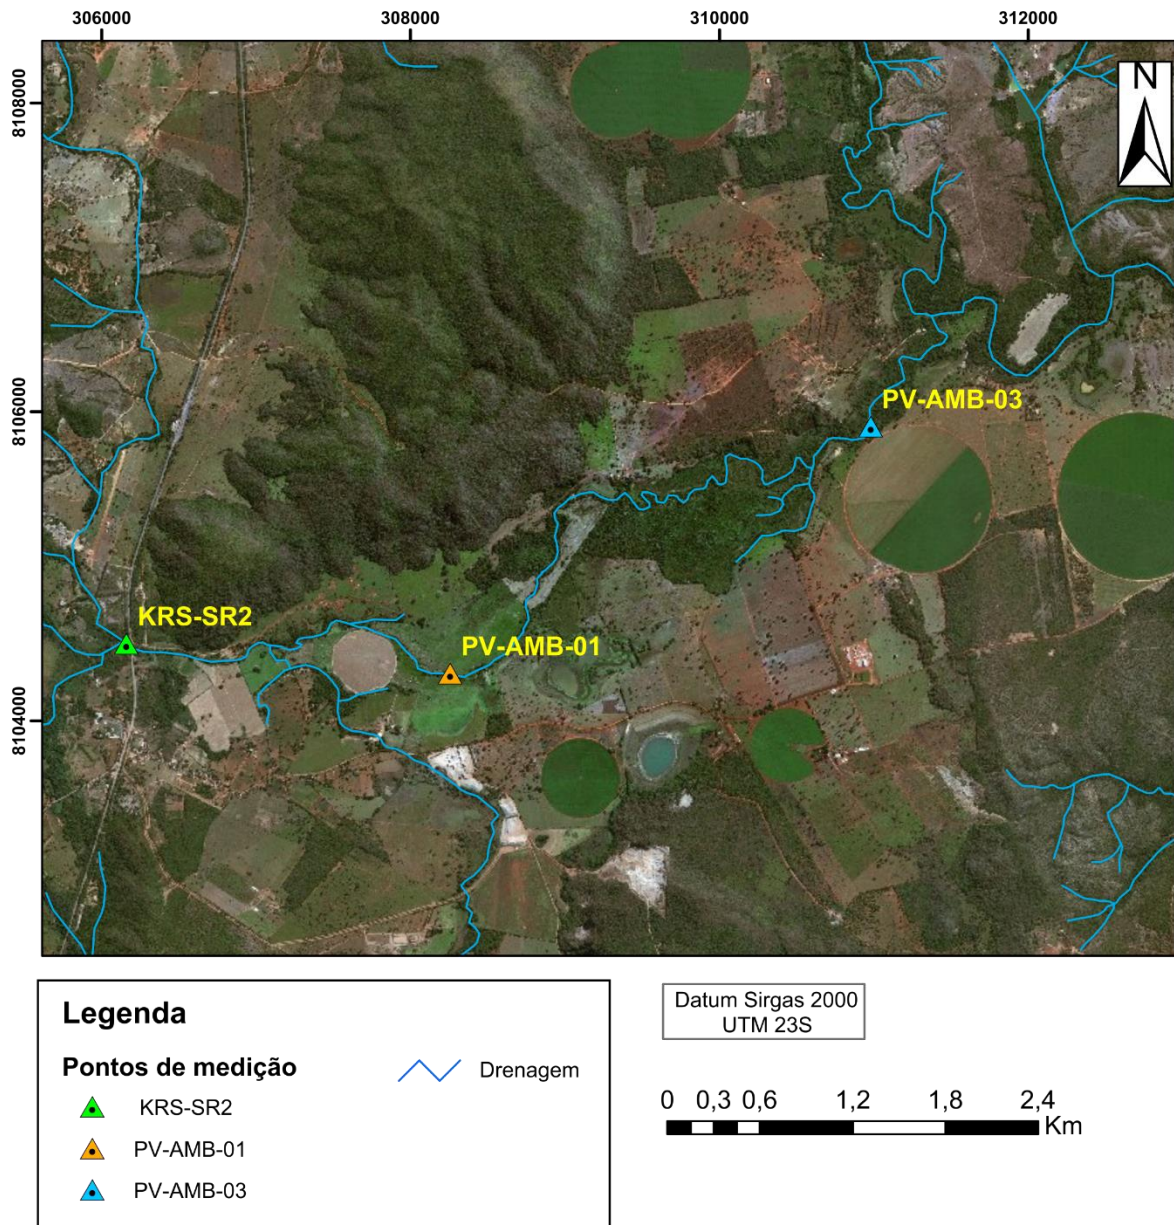 306000 308000 310000 312000
8108000
N
8106000
PV-AMB-03
KRS-SR2
PV-AMB-01
8104000
Legenda
Pontos de medição
Drenagem
KRS-SR2
PV-AMB-01
PV-AMB-03
Datum Sirgas 2000
UTM 23S
0 0,3 0,6 1,2 1,8 2,4
Km